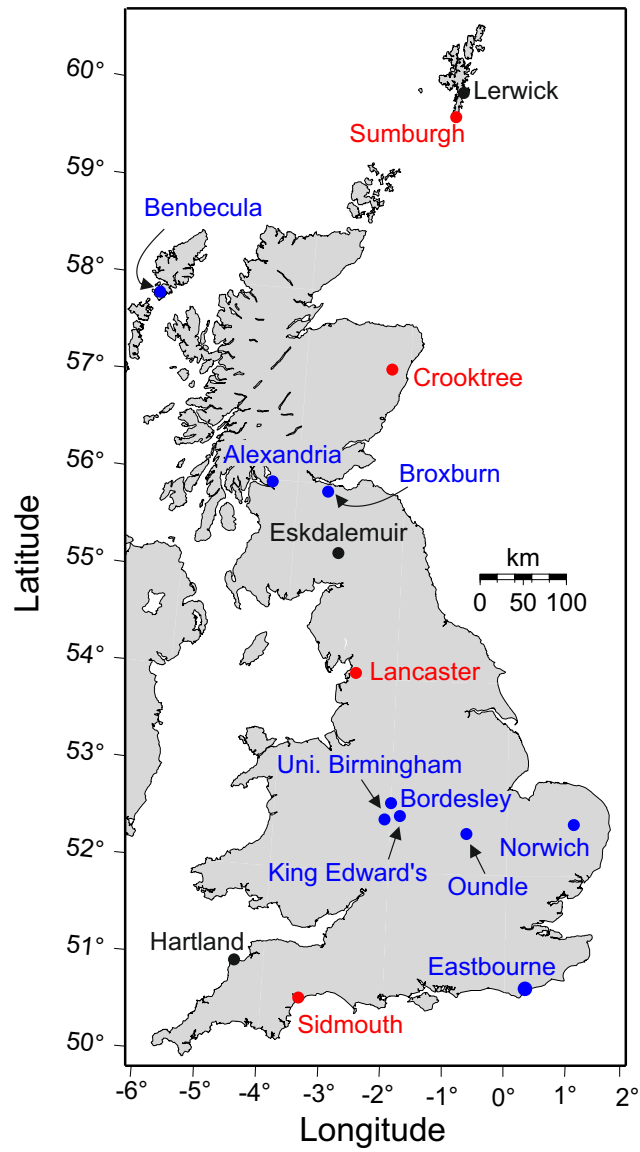 60°
Lerwick
Sumburgh
59°
Benbecula
58°
57°
Crooktree
56°
Alexandria
Broxburn
Eskdalemuir
55°
km
0 50 100
Latitude
54°
Lancaster
53°
Uni. Birmingham
Bordesley
52°
Norwich
King Edward's
Oundle
51°
Hartland
Eastbourne
Sidmouth
50°
-6° -5° -4° -3° -2° -1° 0° 1° 2°
Longitude